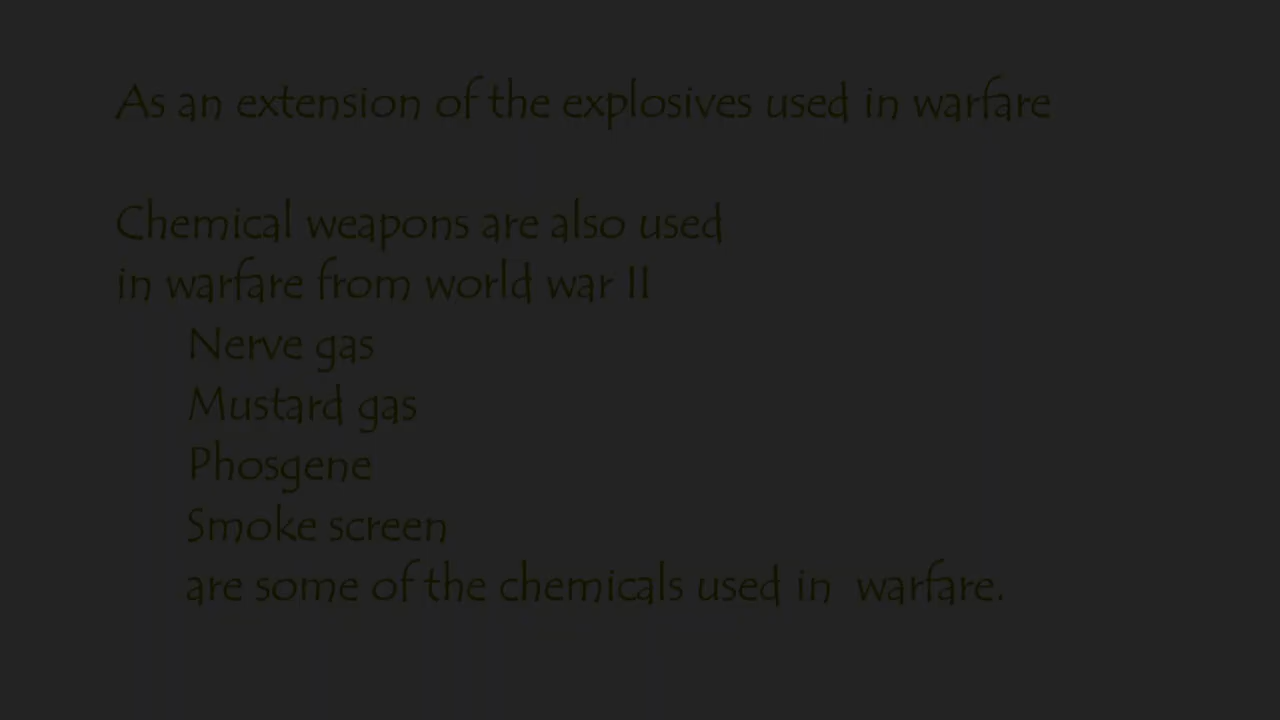 As an extension of the explosives used in warfare
Chemical weapons are also used
in warfare from world war II
Nerve gas
Mustard gas
Phosgene
Smoke screen
are some of the chemicals used in warfare.